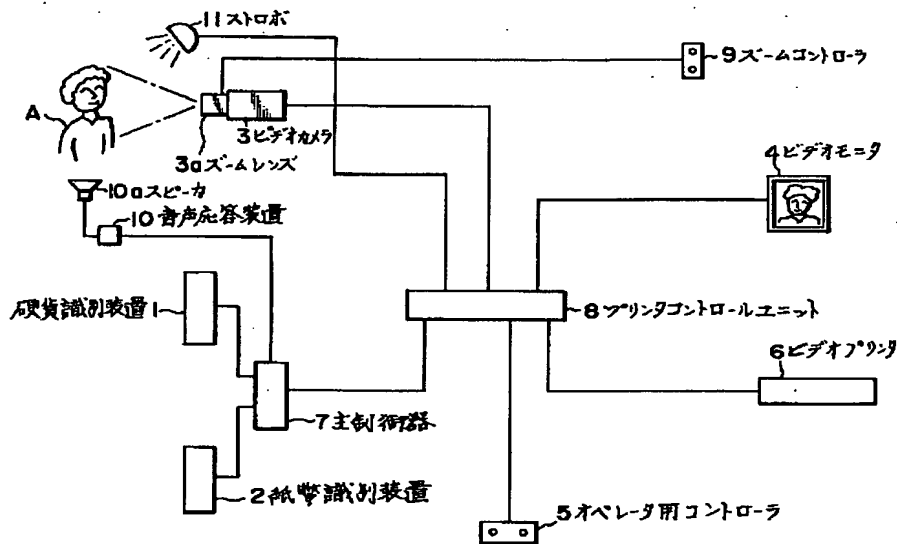 11ストロボ
9ズームコントローラ
A
3ビデオカメラ
3aズームレンズ
4ビデオモニタ
10aスピーカ
10音声応答装置
硬貨識別装置1
8プリンタコントロールユニット
6ビデオプリンタ
7主制御器
2紙幣識別装置
5オペレータ用コントローラ